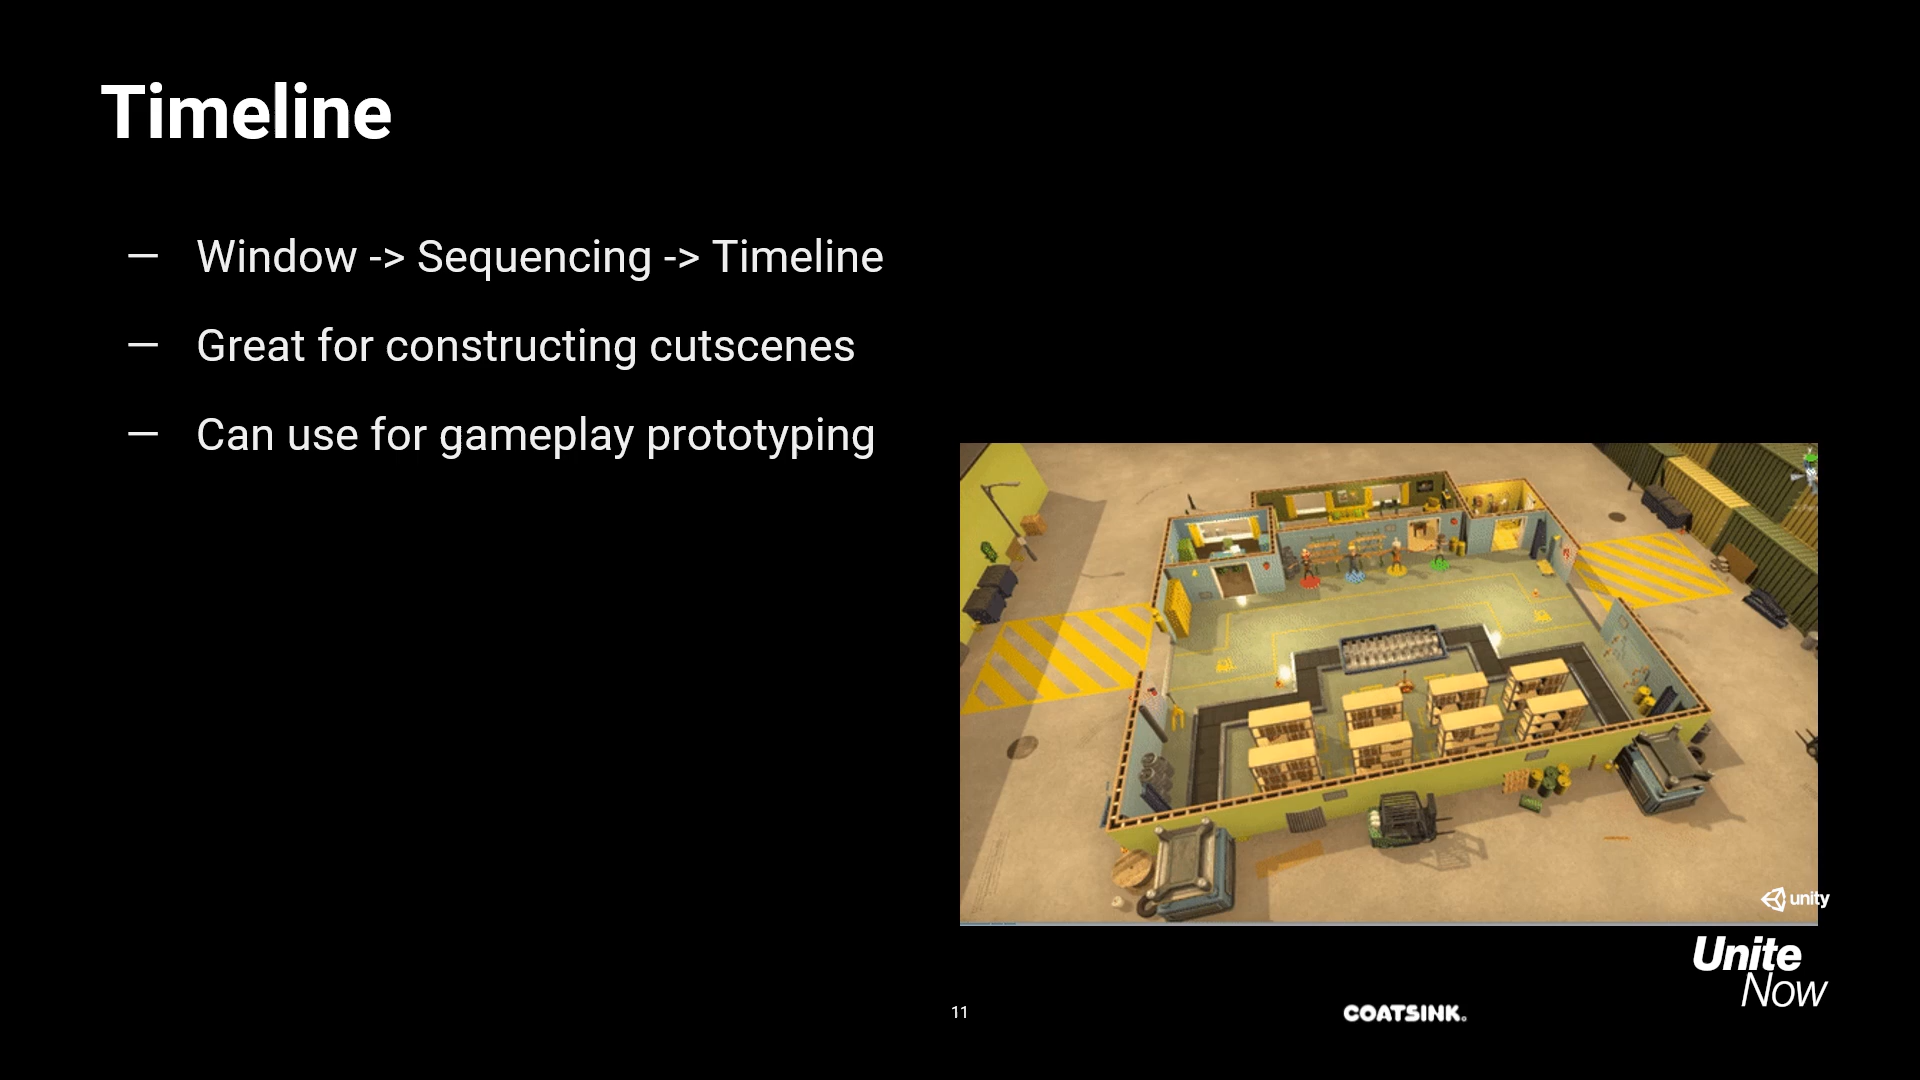 Timeline
— Window -> Sequencing -> Timeline
— Great for constructing cutscenes
— Can use for gameplay prototyping
unity
Unite
Now
11
COATSINK.